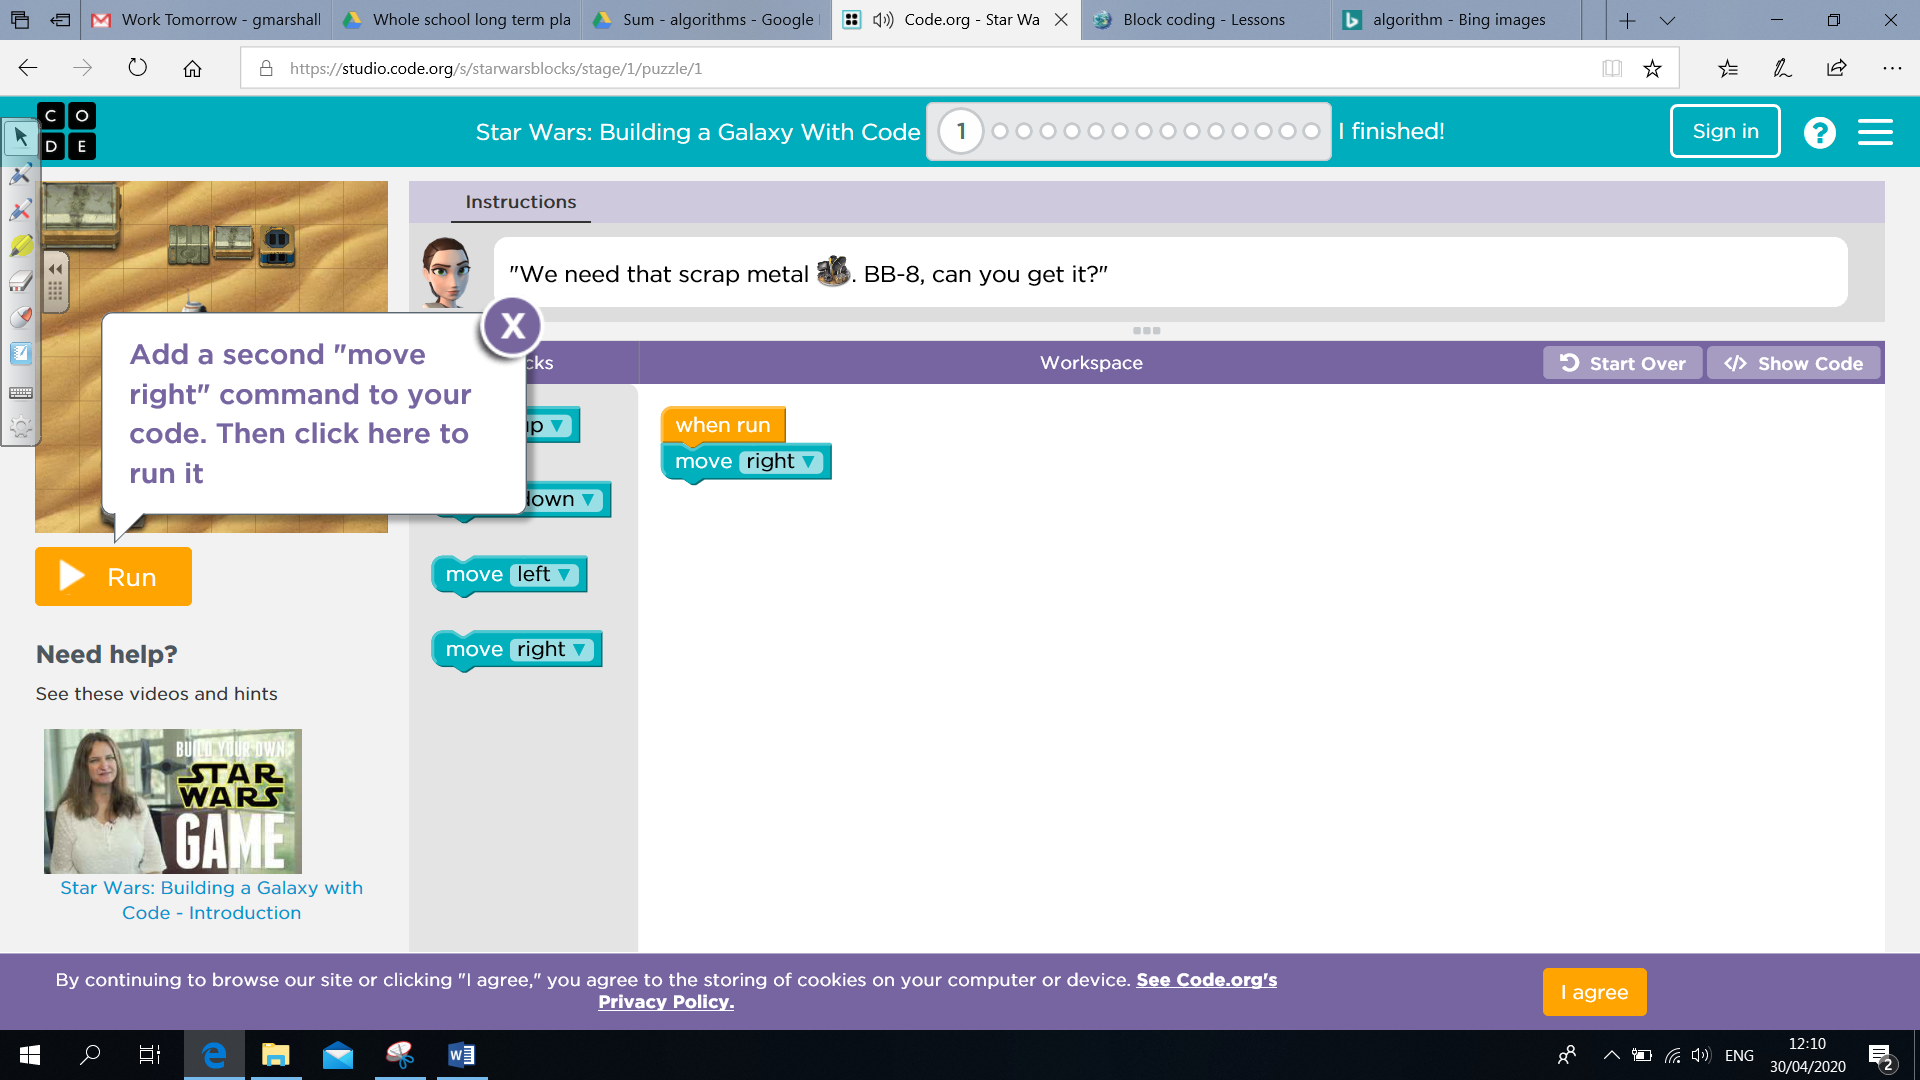 Work Tomorrow - gmarshall
Whole school long term pla
Sum - algorithms - Google
Code.org - Star Wa
Block coding - Lessons
algorithm - Bing images
https://studio.code.org/s/starwarsblocks/stage/1/puzzle/1
C O
D E
Star Wars: Building a Galaxy With Code
1
I finished!
Sign in
?
Instructions
"We need that scrap metal . BB-8, can you get it?"
X
Add a second "move
right" command to your
code. Then click here to
run it
cks
Workspace
Start Over
</> Show Code
up
down
move left
move right
when run
move right
Run
Need help?
See these videos and hints
BUILD YOUR OWN
STAR
WARS
GAME
Star Wars: Building a Galaxy with
Code - Introduction
By continuing to browse our site or clicking "I agree," you agree to the storing of cookies on your computer or device. See Code.org's
Privacy Policy.
I agree
ENG
12:10
30/04/2020
2